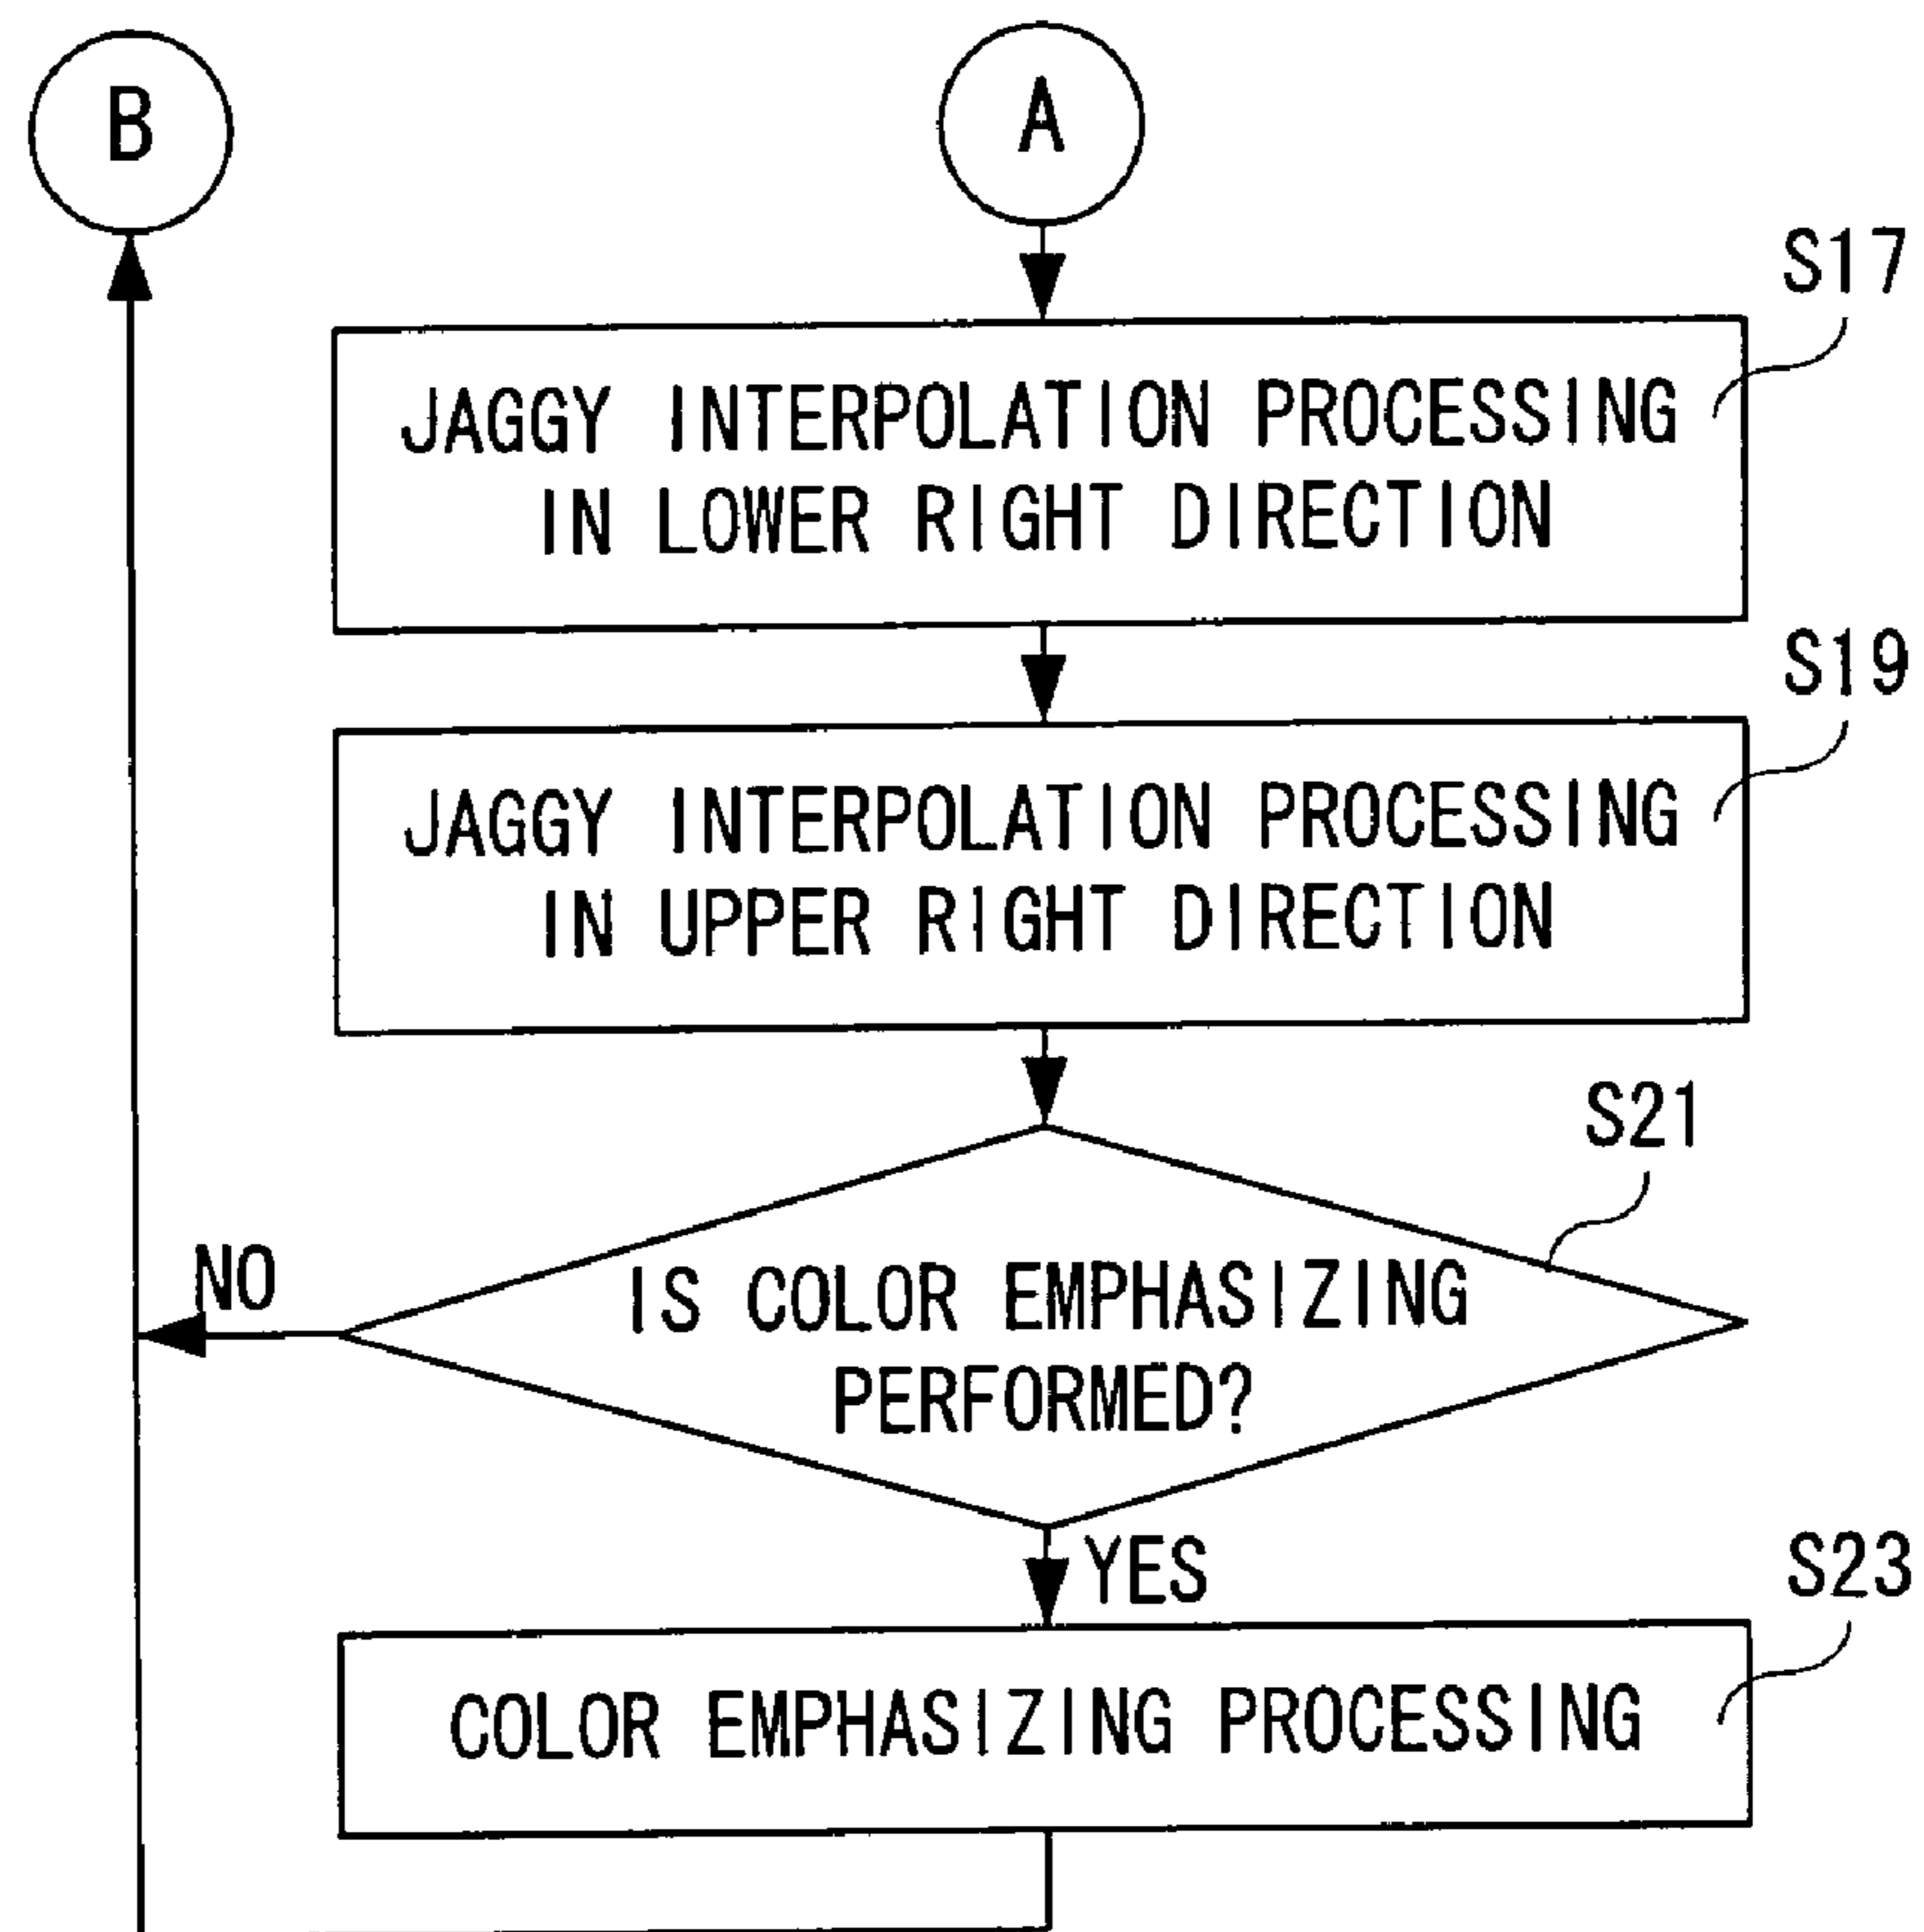 B
A
S17
JAGGY INTERPOLATION PROCESSING
IN LOWER RIGHT DIRECTION
S19
JAGGY INTERPOLATION PROCESSING
IN UPPER RIGHT DIRECTION
S21
NO
IS COLOR EMPHASIZING
PERFORMED?
YES
S23
COLOR EMPHASIZING PROCESSING